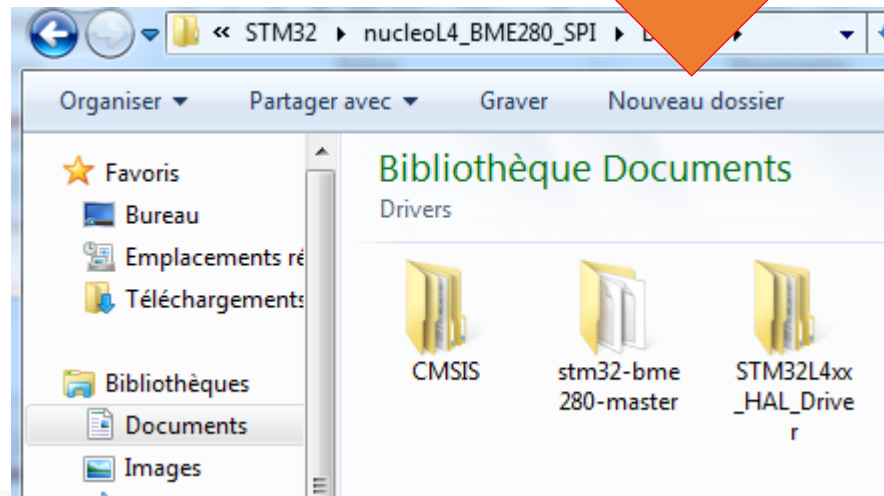 « STM32 ▸ nucleoL4_BME280_SPI ▸
Organiser Partager avec Graver Nouveau dossier
Favoris
Bureau
Emplacements ré
Téléchargements
Bibliothèques
Documents
Images
Bibliothèque Documents
Drivers
CMSIS
stm32-bme
280-master
STM32L4xx
_HAL_Drive
r